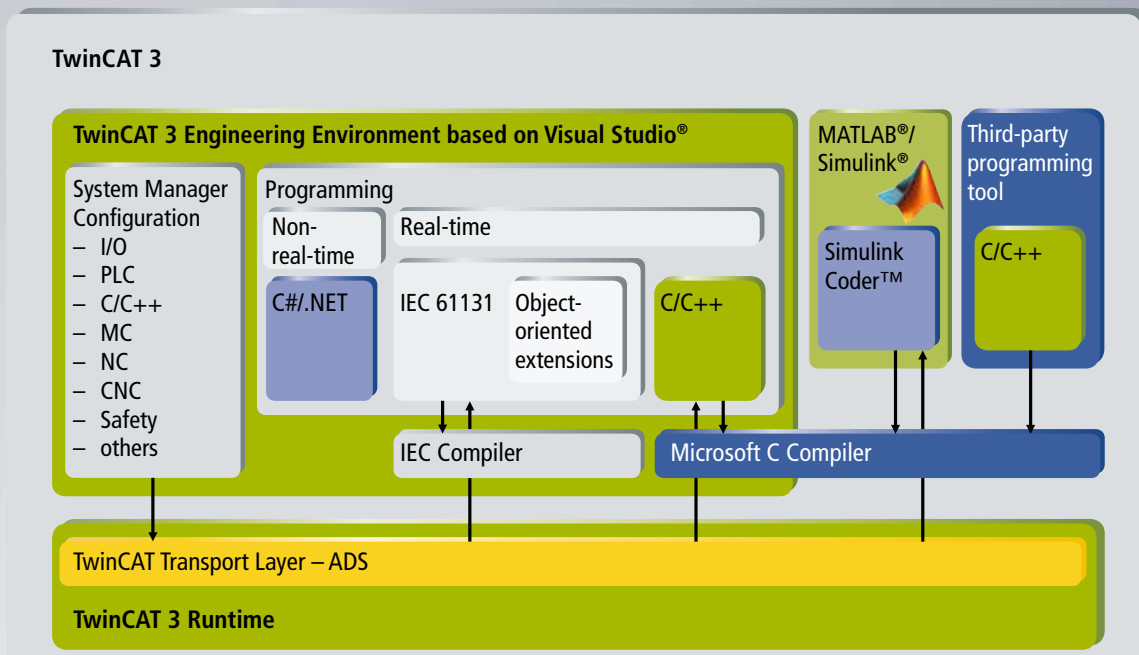 TwinCAT 3
TwinCAT 3 Engineering Environment based on Visual Studio®
System Manager
Configuration
– I/O
– PLC
– C/C++
– MC
– NC
– CNC
– Safety
– others
Programming
Non-
real-time
Real-time
C#/.NET
IEC 61131
Object-
oriented
extensions
C/C++
MATLAB®/
Simulink®
Simulink
Coder™
Third-party
programming
tool
C/C++
IEC Compiler
Microsoft C Compiler
TwinCAT Transport Layer – ADS
TwinCAT 3 Runtime